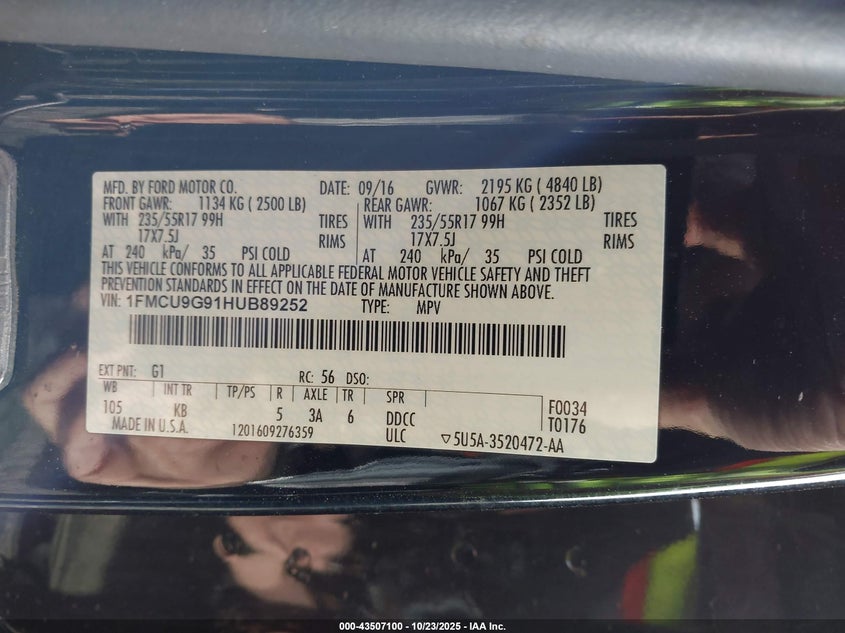 MFD. BY FORD MOTOR CO. DATE: 09/16 GVWR: 2195 KG ( 4840 LB)
FRONT GAWR: 1134 KG ( 2500 LB) REAR GAWR: 1067 KG ( 2352 LB)
WITH 235/55R17 99H TIRES WITH 235/55R17 99H TIRES
17X7.5J RIMS 17X7.5J RIMS
AT 240 kPa/ 35 PSI COLD AT 240 kPa/ 35 PSI COLD
THIS VEHICLE CONFORMS TO ALL APPLICABLE FEDERAL MOTOR VEHICLE SAFETY AND THEFT
PREVENTION STANDARDS IN EFFECT ON THE DATE OF MANUFACTURE SHOWN ABOVE.
VIN: 1FMCU9G91HUB89252 TYPE: MPV
EXT PNT: G1 RC: 56 DSO:
WB INT TR TP/PS R AXLE TR SPR
105 KB 5 3A 6 DDCC F0034
MADE IN U.S.A. 1201609276359 ULC ▽5U5A-3520472-AA T0176
000-43507100 - 10/23/2025 - IAA Inc.